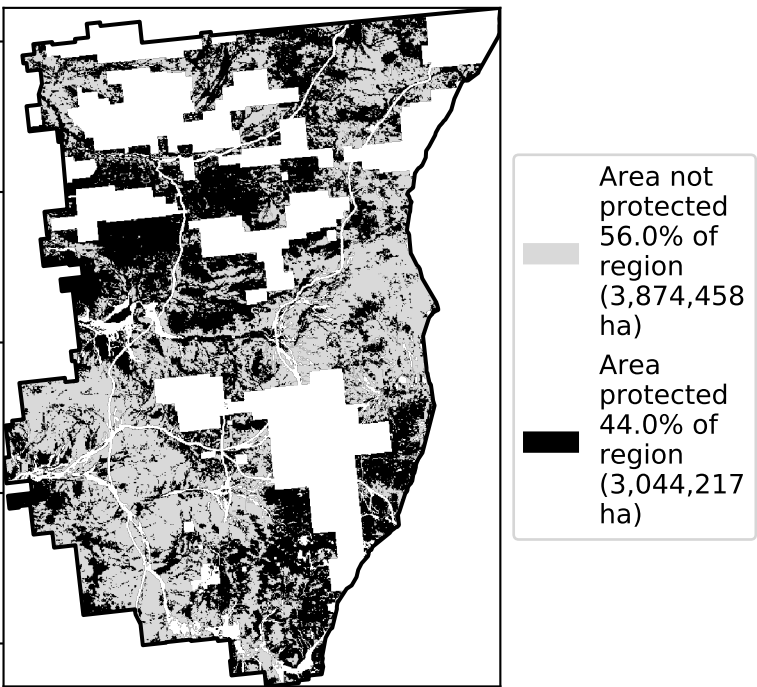 Area not
protected
56.0% of
region
(3,874,458
ha)
Area
protected
44.0% of
region
(3,044,217
ha)